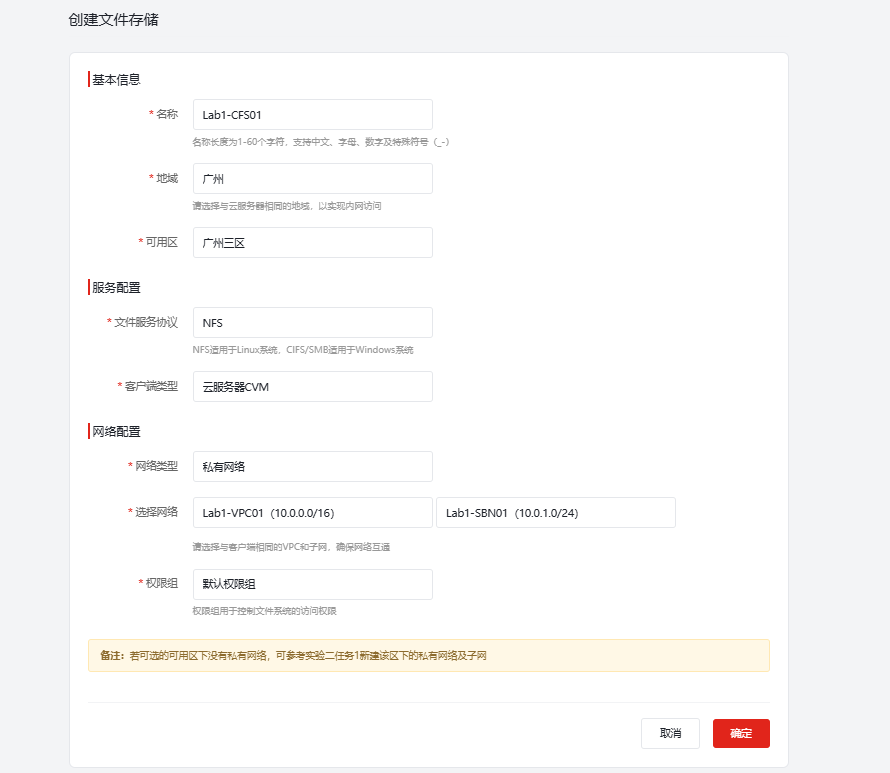 创建文件存储
基本信息
* 名称 Lab1-CFS01
名称长度为1-60个字符，支持中文、字母、数字及特殊符号（_-）
* 地域 广州
请选择与云服务器相同的地域，以实现内网访问
* 可用区 广州三区
服务配置
* 文件服务协议 NFS
NFS适用于Linux系统，CIFS/SMB适用于Windows系统
* 客户端类型 云服务器CVM
网络配置
* 网络类型 私有网络
* 选择网络 Lab1-VPC01（10.0.0.0/16） Lab1-SBN01（10.0.1.0/24）
请选择与客户端相同的VPC和子网，确保网络互通
* 权限组 默认权限组
权限组用于控制文件系统的访问权限
备注：若可选的可用区下没有私有网络，可参考实验二任务1新建该区下的私有网络及子网
取消 确定